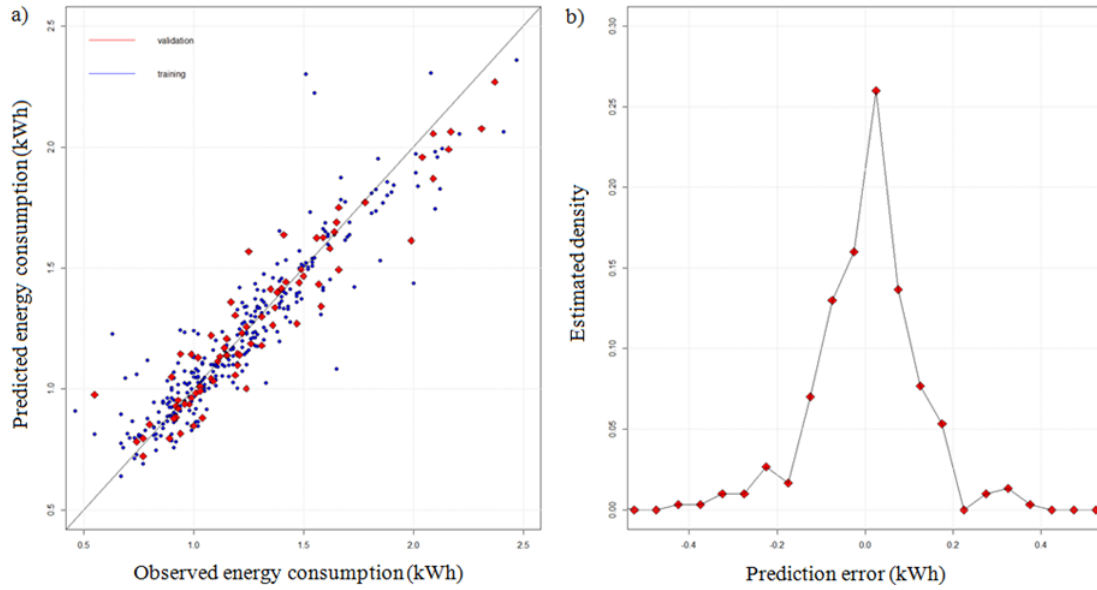 a)
Predicted energy consumption (kWh)
2.5
2.0
1.5
1.0
0.5
validation
training
0.5
1.0
1.5
2.0
2.5
Observed energy consumption (kWh)
b)
Estimated density
0.30
0.25
0.20
0.15
0.10
0.05
0.00
-0.4
-0.2
0.0
0.2
0.4
Prediction error (kWh)